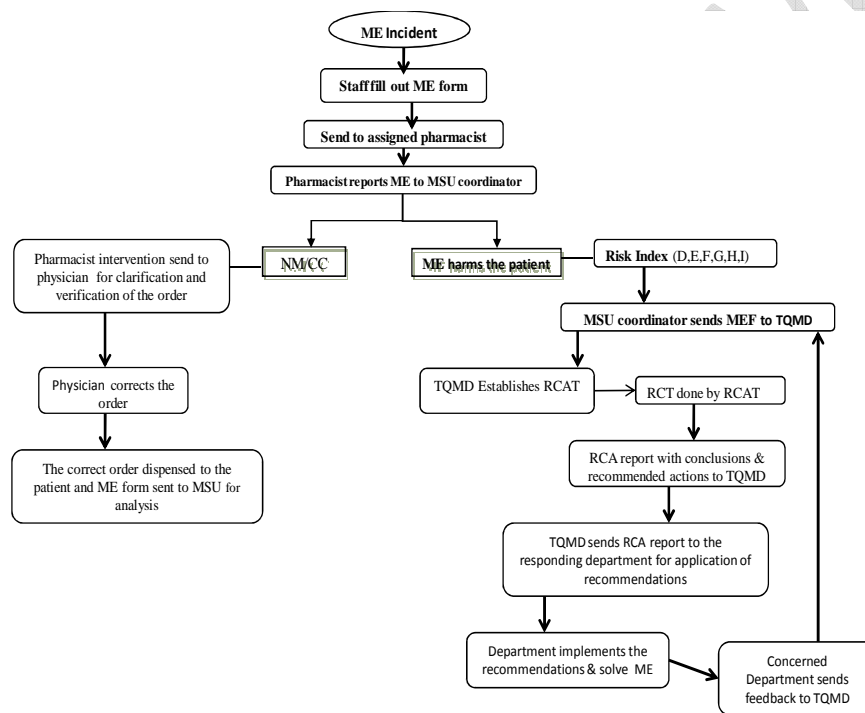 ME Incident
Staff fill out ME form
Send to assigned pharmacist
Pharmacist reports ME to MSU coordinator
Pharmacist intervention send to
physician for clarification and
verification of the order
NM/CC
ME harms the patient
Risk Index (D,E,F,G,H,I)
MSU coordinator sends MEF to TQMD
Physician corrects the
order
TQMD Establishes RCAT
RCT done by RCAT
The correct order dispensed to the
patient and ME form sent to MSU for
analysis
RCA report with conclusions &
recommended actions to TQMD
TQMD sends RCA report to the
responding department for application of
recommendations
Department implements the
recommendations & solve ME
Concerned
Department sends
feedback to TQMD